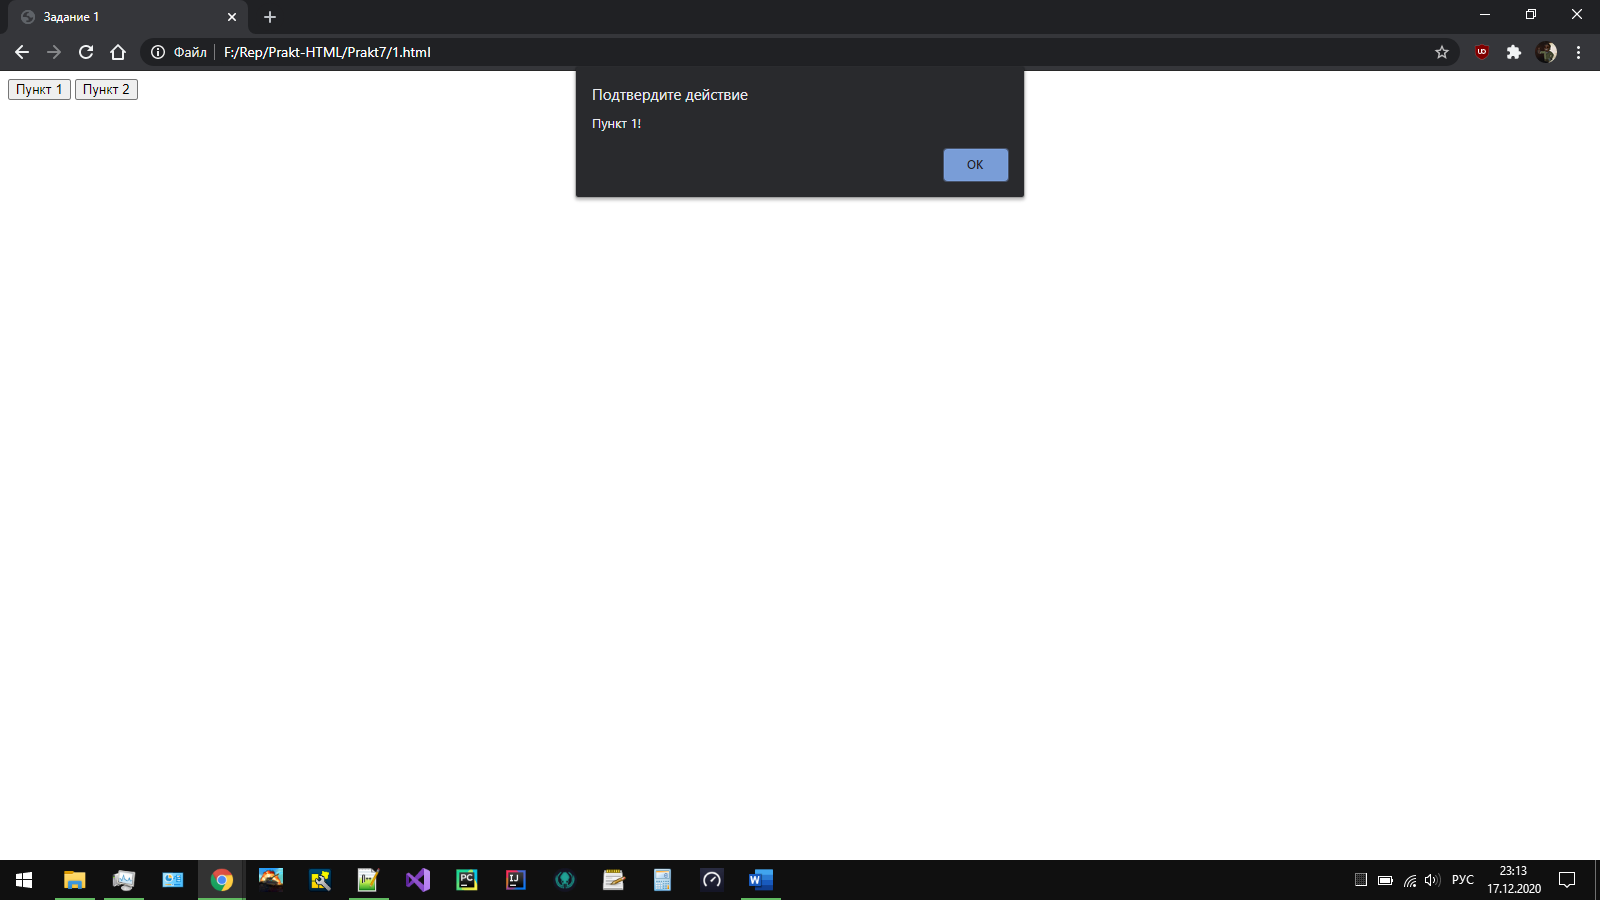 Задание 1
Файл F:/Rep/Prakt-HTML/Prakt7/1.html
Пункт 1 Пункт 2
Подтвердите действие
Пункт 1!
ОК
РУС
23:13
17.12.2020